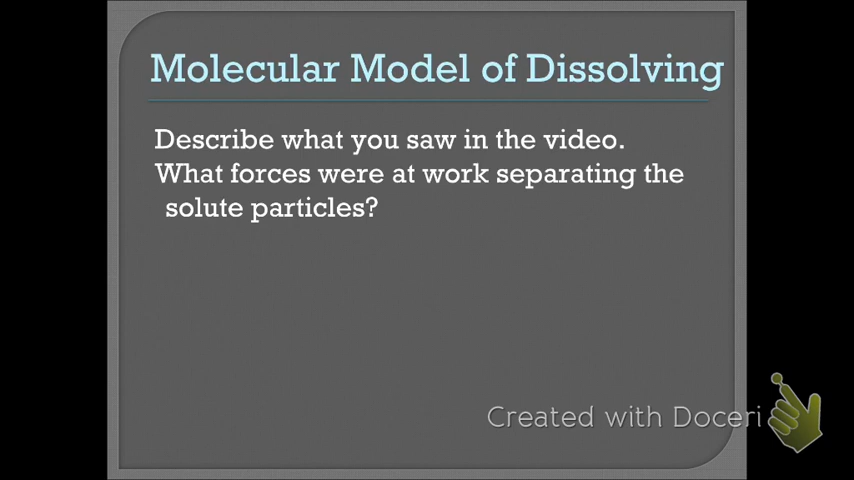 Molecular Model of Dissolving
Describe what you saw in the video.
What forces were at work separating the
solute particles?
Created with Doceri